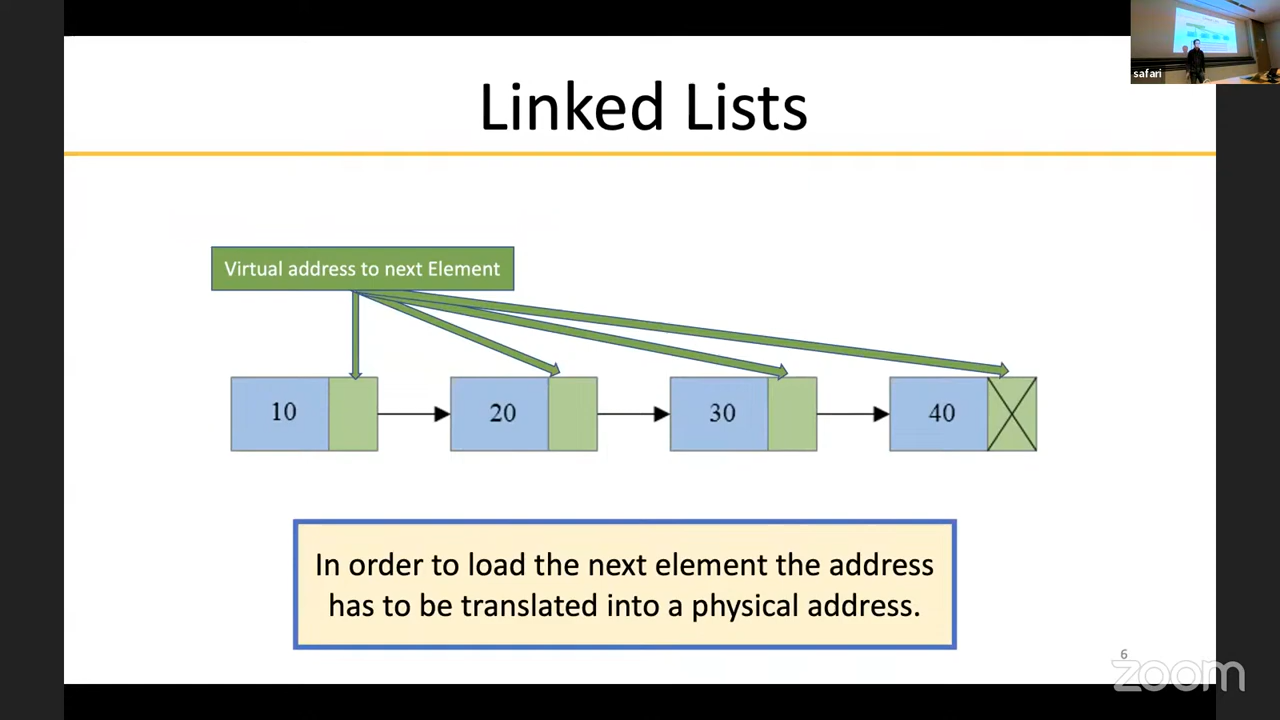 safari
Linked Lists
Virtual address to next Element
10
20
30
40
In order to load the next element the address
has to be translated into a physical address.
6
zoom